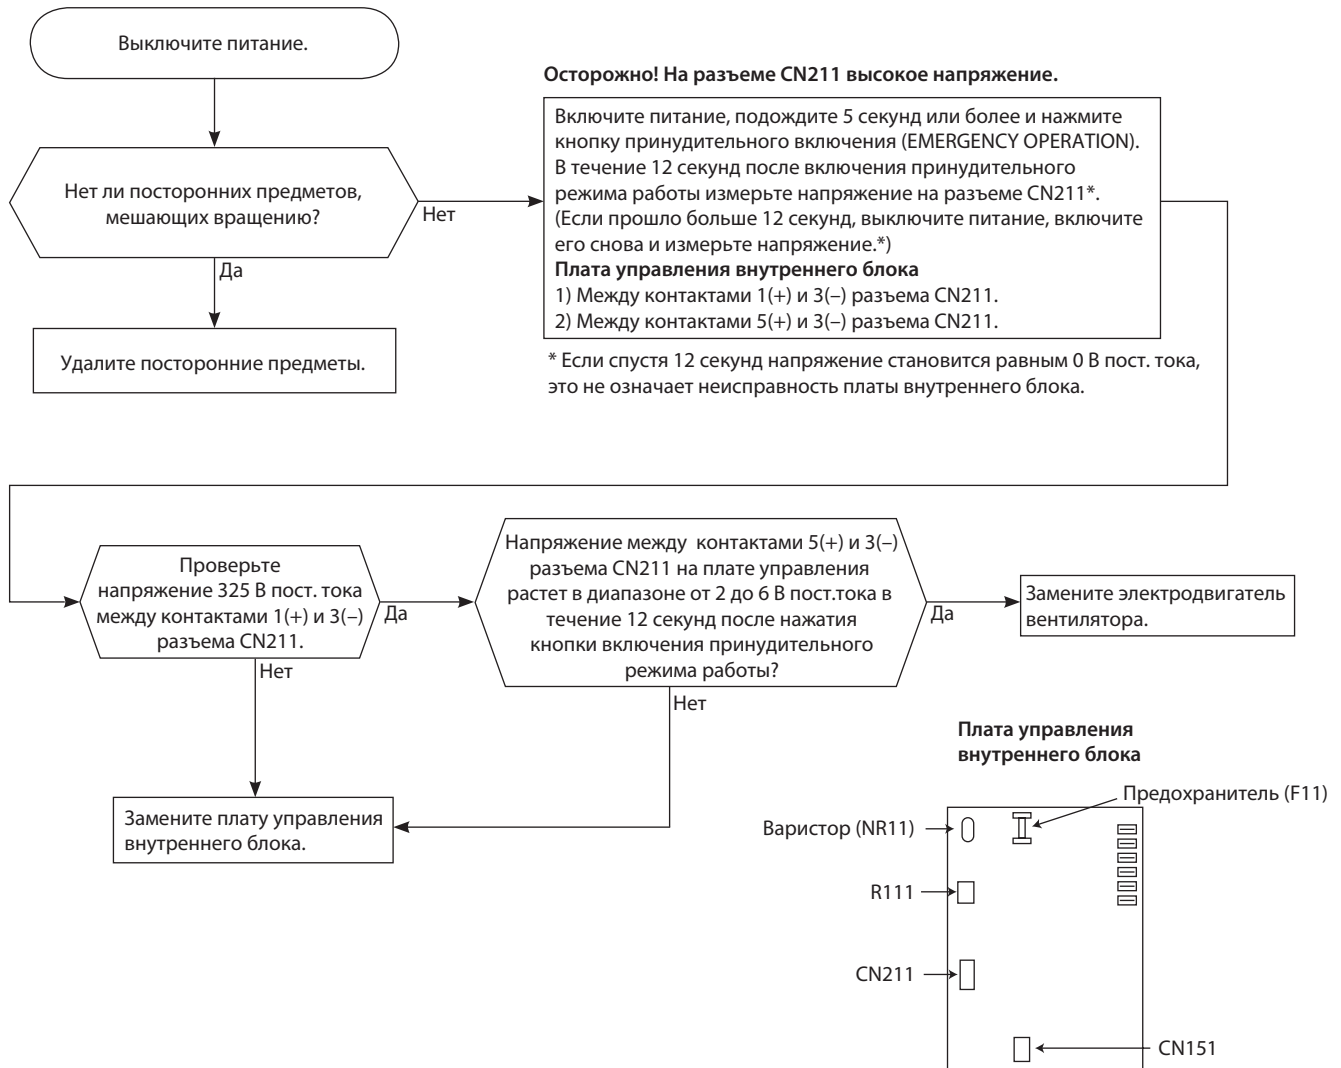 Выключите питание.
Нет ли посторонних предметов,
мешающих вращению?
Нет
Да
Удалите посторонние предметы.
Осторожно! На разъеме CN211 высокое напряжение.
Включите питание, подождите 5 секунд или более и нажмите
кнопку принудительного включения (EMERGENCY OPERATION).
В течение 12 секунд после включения принудительного
режима работы измерьте напряжение на разъеме CN211*.
(Если прошло больше 12 секунд, выключите питание, включите
его снова и измерьте напряжение.*)
Плата управления внутреннего блока
1) Между контактами 1(+) и 3(–) разъема CN211.
2) Между контактами 5(+) и 3(–) разъема CN211.
* Если спустя 12 секунд напряжение становится равным 0 В пост. тока,
это не означает неисправность платы внутреннего блока.
Проверьте
напряжение 325 В пост. тока
между контактами 1(+) и 3(–)
разъема CN211.
Да
Нет
Напряжение между контактами 5(+) и 3(–)
разъема CN211 на плате управления
растет в диапазоне от 2 до 6 В пост.тока в
течение 12 секунд после нажатия
кнопки включения принудительного
режима работы?
Да
Нет
Замените электродвигатель
вентилятора.
Замените плату управления
внутреннего блока.
Плата управления
внутреннего блока
Предохранитель (F11)
Варистор (NR11)
R111
CN211
CN151